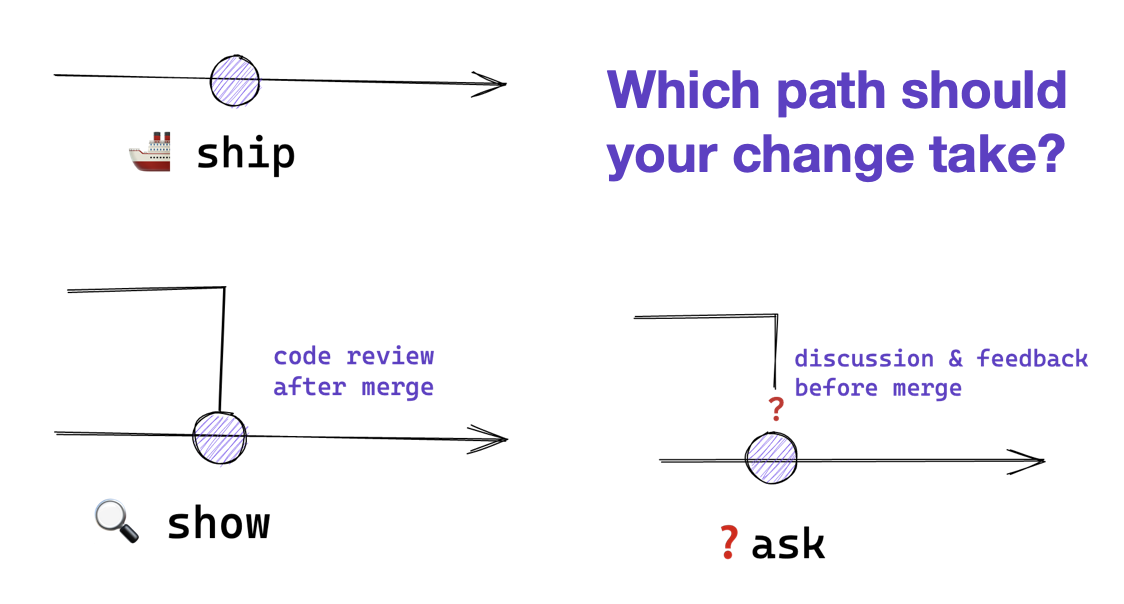 ship
Which path should
your change take?
code review
after merge
show
discussion & feedback
before merge
?
? ask